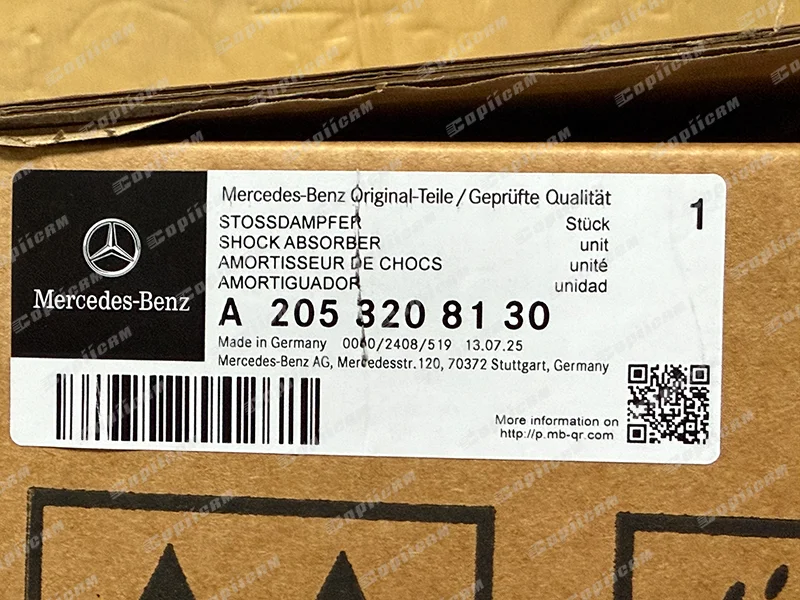 Mercedes-Benz Original-Teile/Geprüfte Qualität
1
STOSSDAMPFER Stück
SHOCK ABSORBER unit
AMORTISSEUR DE CHOCS unité
AMORTIGUADOR unidad
Mercedes-Benz
A 205 320 81 30
Made in Germany 0000/2408/519 13.07.25
Mercedes-Benz AG, Mercedesstr.120, 70372 Stuttgart, Germany
More information on
http://p.mb-qr.com
Copiicam